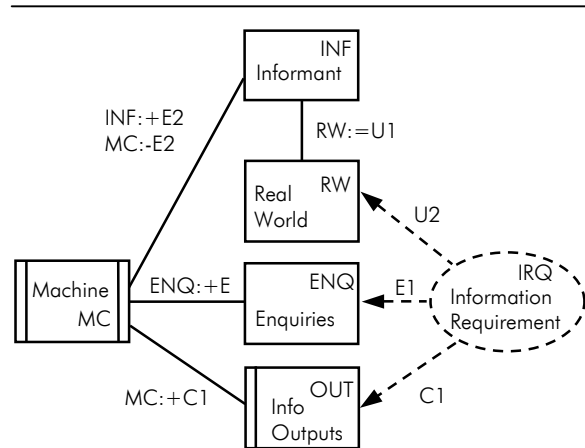 INF
Informant
INF:+E2
MC:-E2
RW:=U1
RW
Real
World
U2
Machine
MC
ENQ:+E
ENQ
Enquiries
E1
IRQ
Information
Requirement
MC:+C1
OUT
Info
Outputs
C1